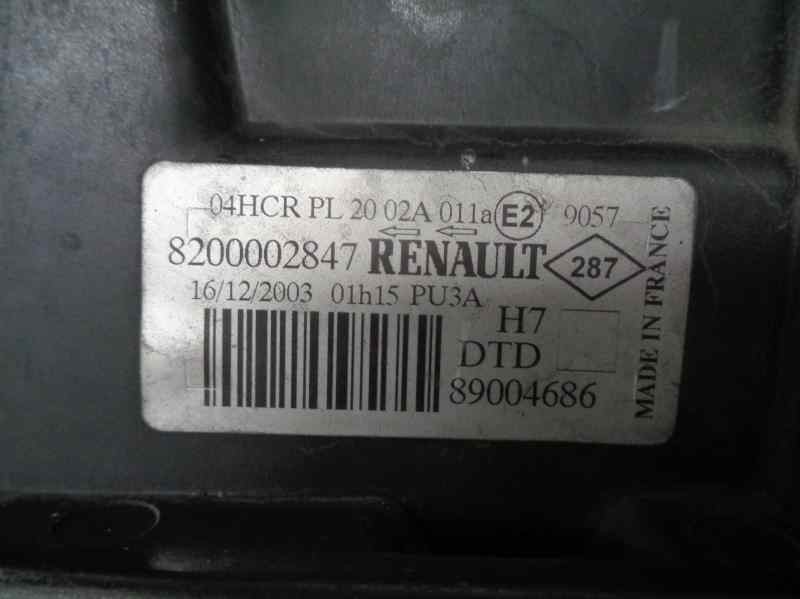 04HCR PL 20 02A 011a E2 9057
8200002847 RENAULT 287
16/12/2003 01h15 PU3A
H7
DTD
89004686
MADE IN FRANCE